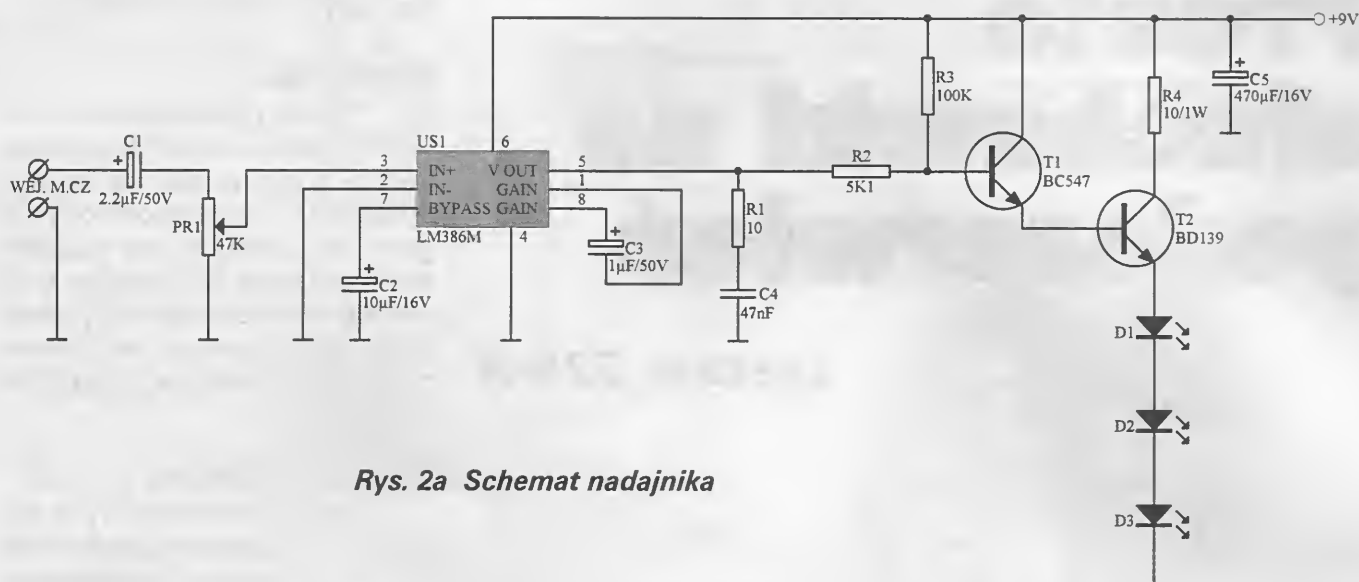 +9V
R3
100K
R4
10/1W
+
C5
470µF/16V
C1
+
2.2µF/50V
WEJ. M.CZ
PR1
47K
US1
6
3
IN+
V OUT
5
2
IN-
GAIN
1
7
BYPASS
GAIN
8
LM386M
4
+
C2
10µF/16V
+
C3
1µF/50V
R1
10
C4
47nF
R2
5K1
T1
BC547
T2
BD139
D1
D2
D3
Rys. 2a Schemat nadajnika